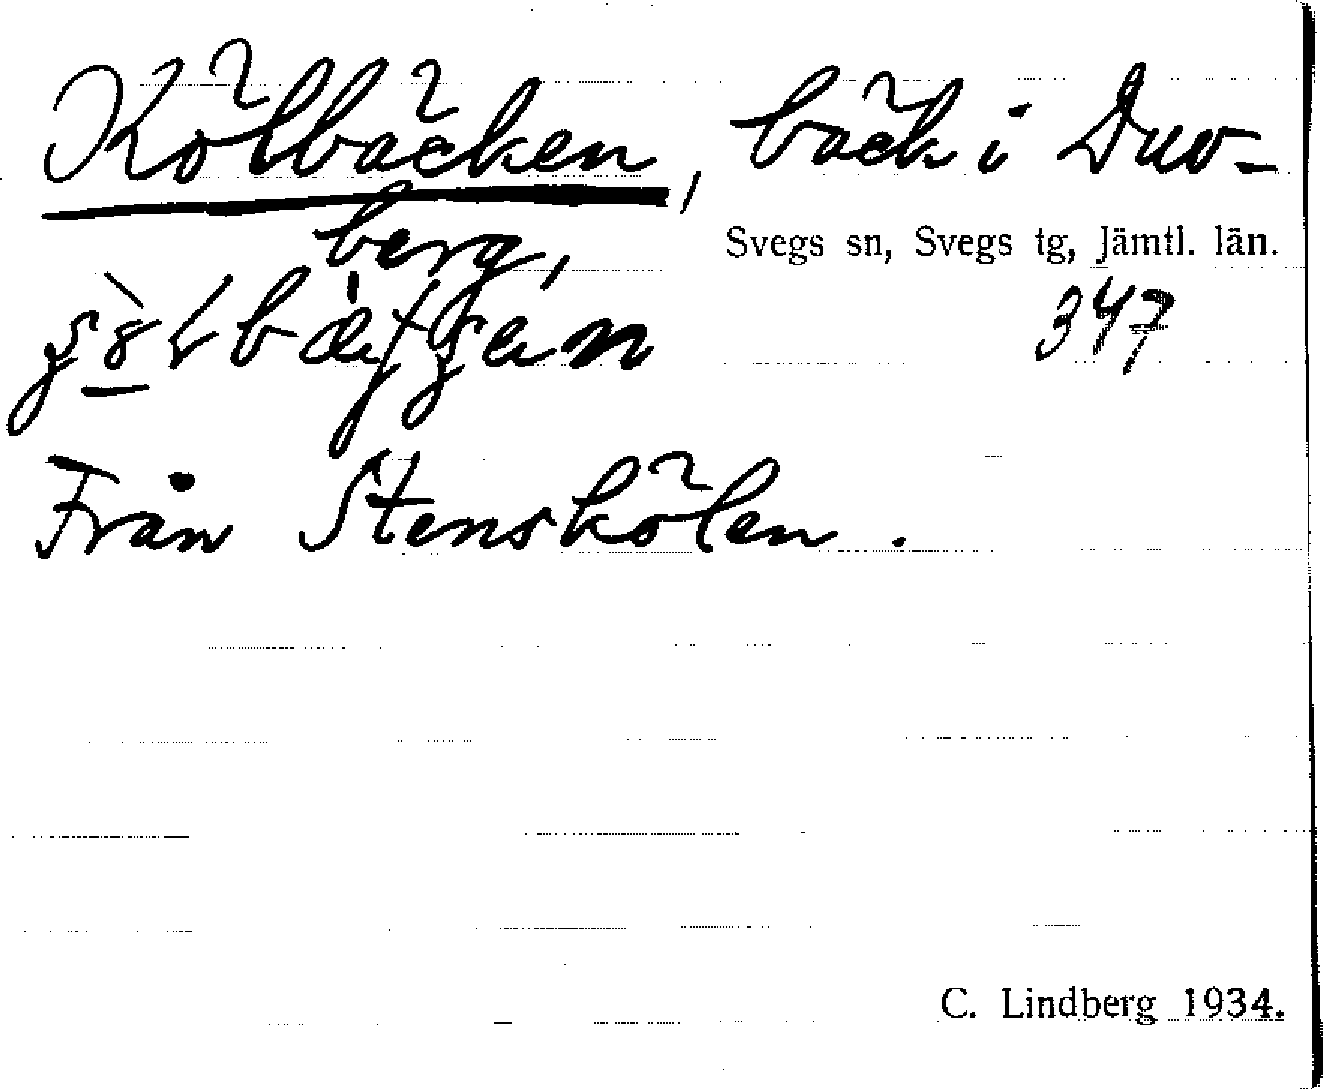 Kölbäcken, bäck i Duv-
berg,
Svegs sn, Svegs tg, Jämtl. län.
347
Från Stenskölen.
C. Lindberg 1934.